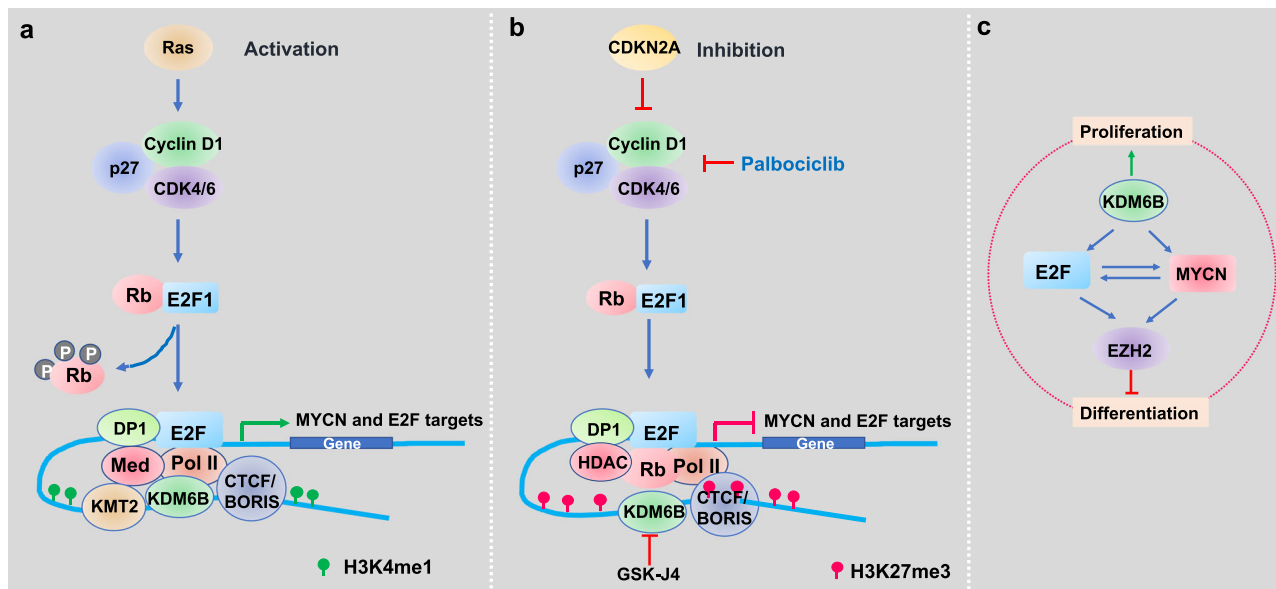 a
Ras
Activation
Cyclin D1
p27
CDK4/6
Rb
E2F1
P
P
P
Rb
DP1
E2F
MYCN and E2F targets
Gene
Med
Pol II
CTCF/
BORIS
KMT2
KDM6B
H3K4me1
b
CDKN2A
Inhibition
Cyclin D1
p27
CDK4/6
Palbociclib
Rb
E2F1
DP1
E2F
MYCN and E2F targets
Gene
HDAC
Rb
Pol II
CTCF/
BORIS
KDM6B
GSK-J4
H3K27me3
c
Proliferation
KDM6B
E2F
MYCN
EZH2
Differentiation